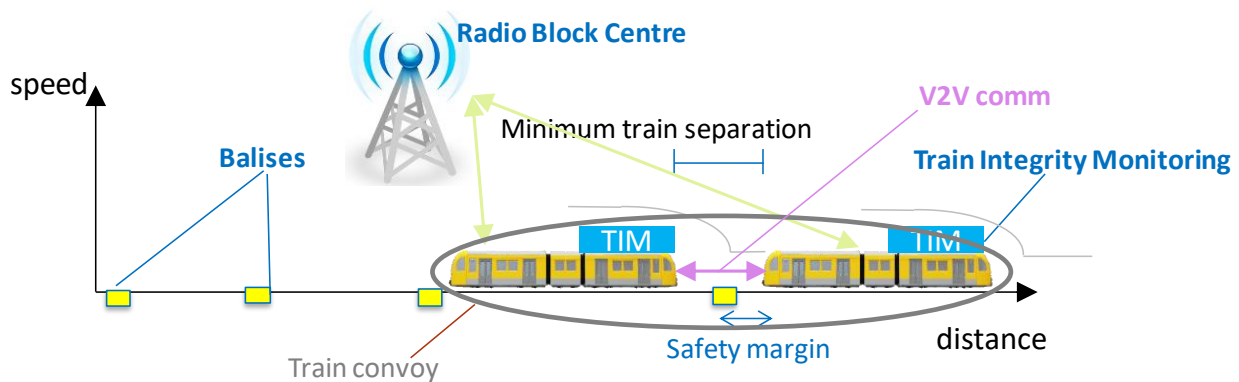 Radio Block Centre
speed
V2V comm
Minimum train separation
Balises
Train Integrity Monitoring
TIM
TIM
distance
Safety margin
Train convoy